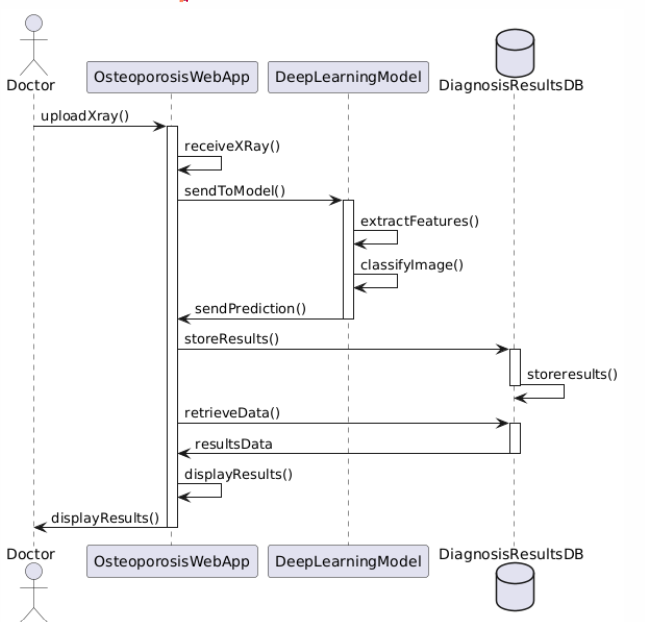 Doctor
OsteoporosisWebApp
DeepLearningModel
DiagnosisResultsDB
uploadXray()
receiveXRay()
sendToModel()
extractFeatures()
classifyImage()
sendPrediction()
storeResults()
storeresults()
retrieveData()
resultsData
displayResults()
displayResults()
Doctor
OsteoporosisWebApp
DeepLearningModel
DiagnosisResultsDB